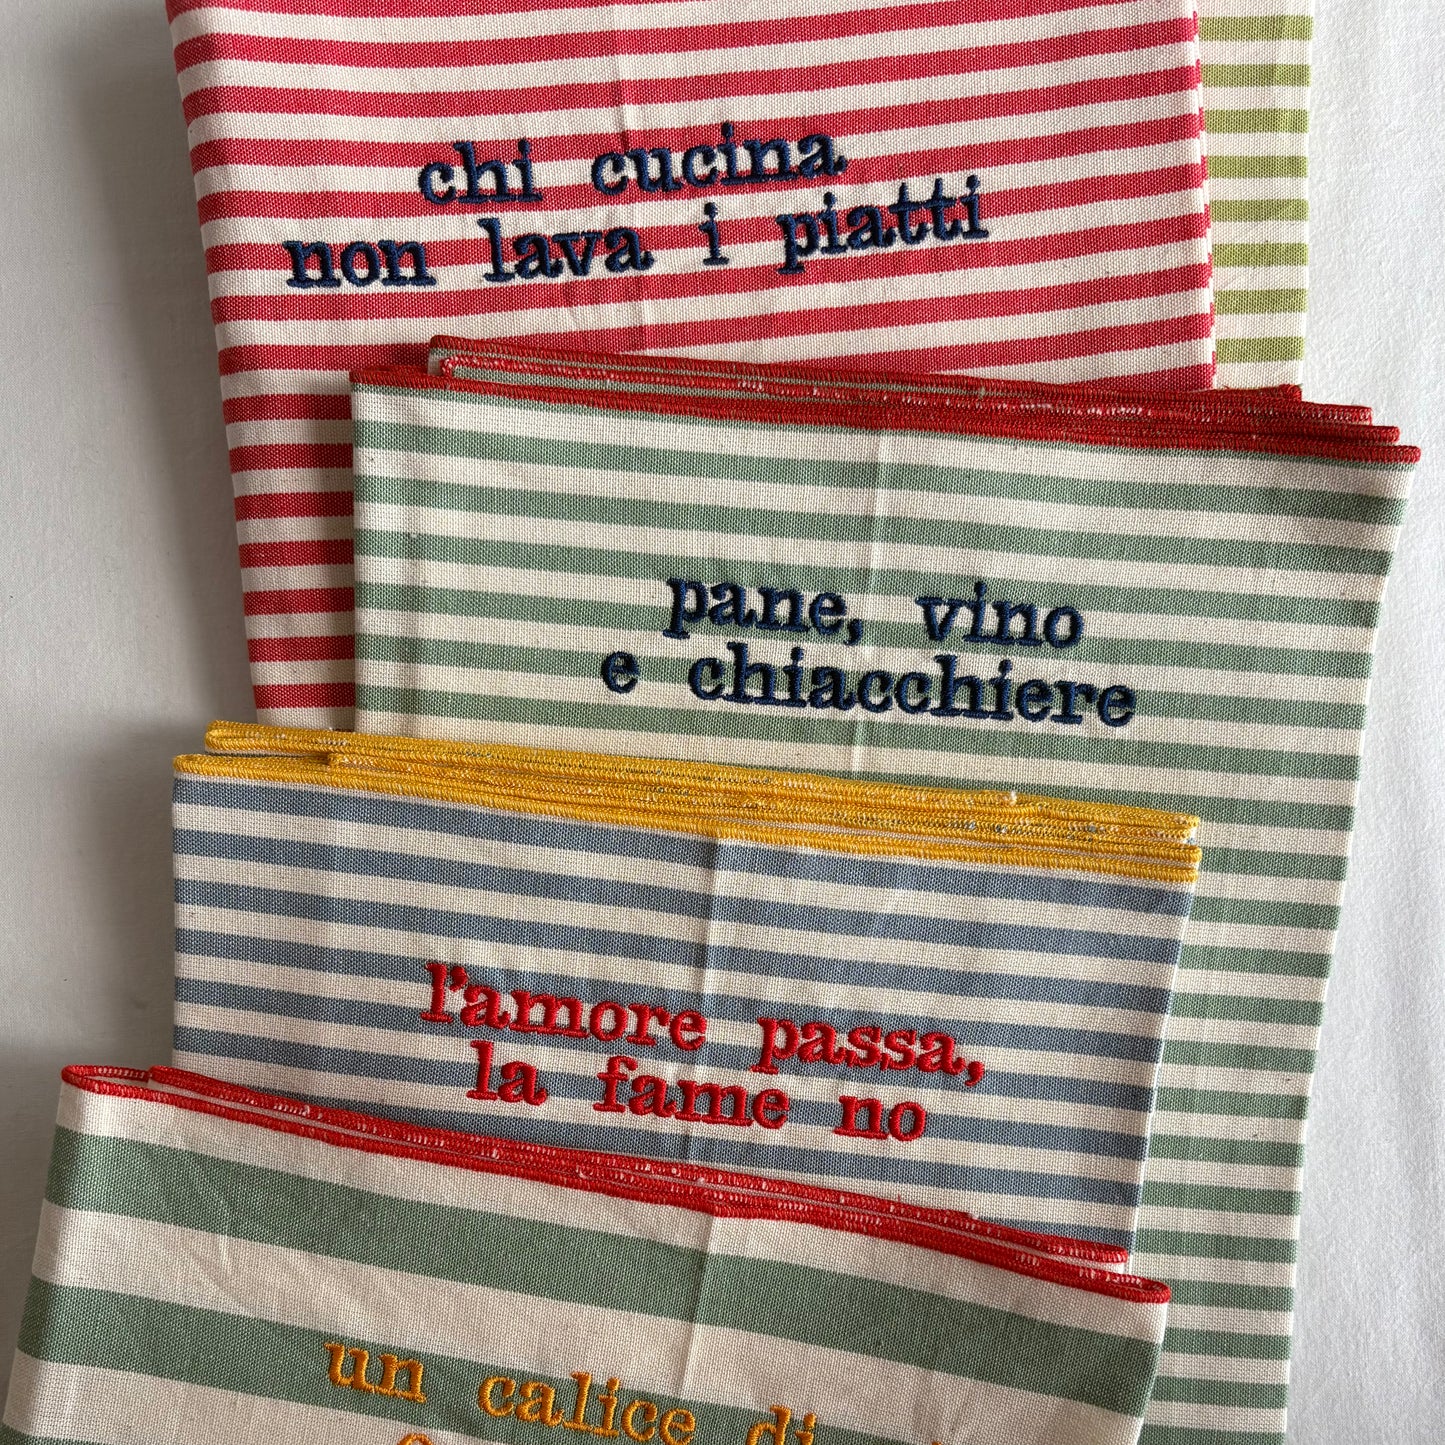 chi cucina
non lava i piatti
pane, vino
e chiacchiere
l'amore passa,
la fame no
un calice di